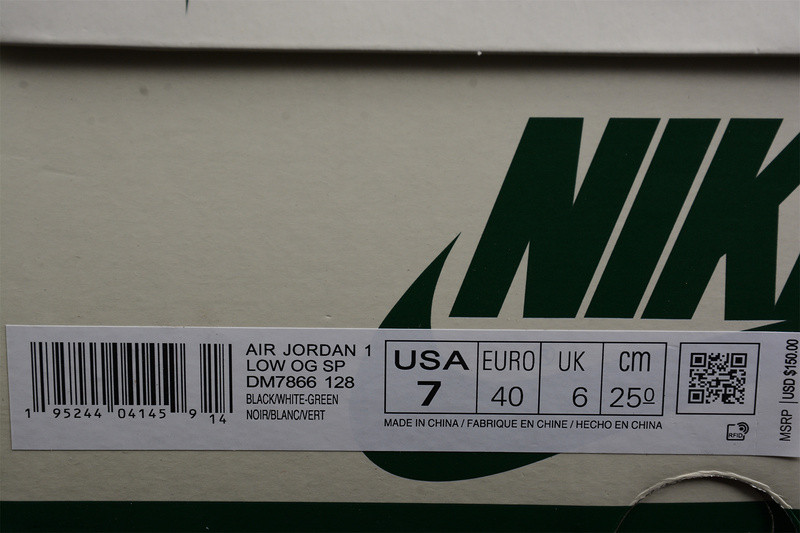 NIK
AIR JORDAN 1
LOW OG SP
DM7866 128
BLACK/WHITE-GREEN
NOIR/BLANC/VERT
1 95244 04145 9 14
USA EURO UK cm
7 40 6 250
MADE IN CHINA / FABRIQUE EN CHINE / HECHO EN CHINA
RFID
MSRP | USD $150.00